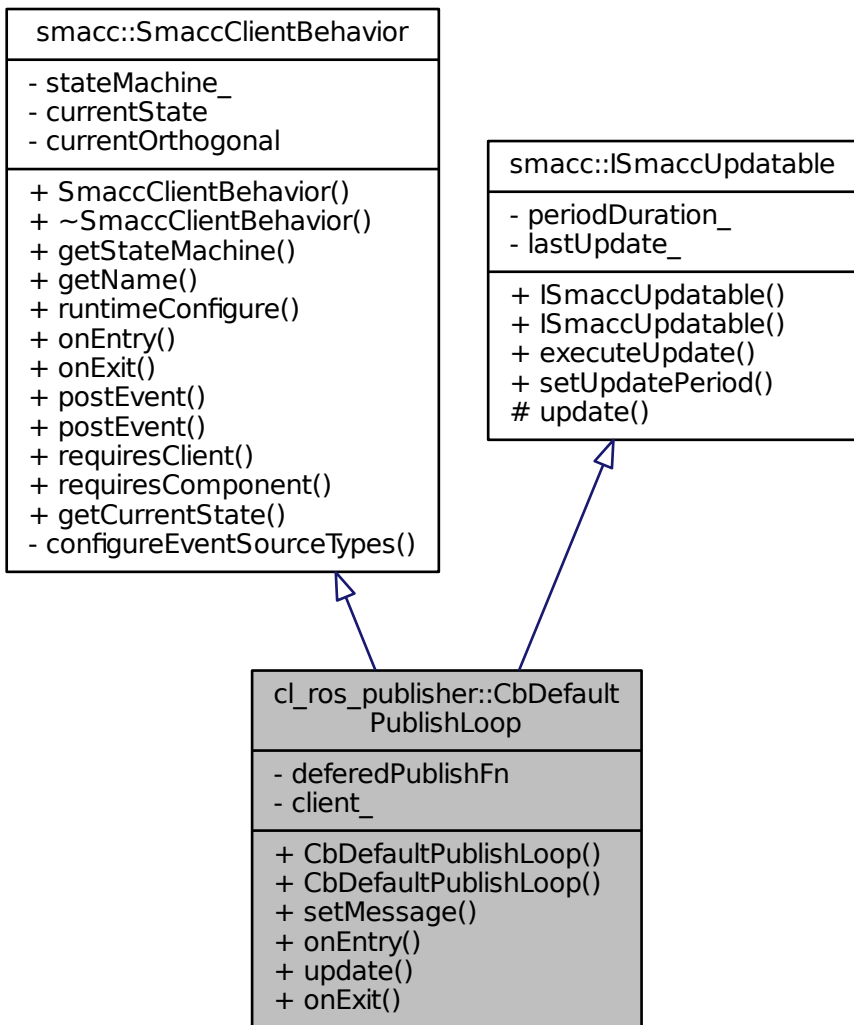 smacc::SmaccClientBehavior
- stateMachine_
- currentState
- currentOrthogonal
+ SmaccClientBehavior()
+ ~SmaccClientBehavior()
+ getStateMachine()
+ getName()
+ runtimeConfigure()
+ onEntry()
+ onExit()
+ postEvent()
+ postEvent()
+ requiresClient()
+ requiresComponent()
+ getCurrentState()
- configureEventSourceTypes()
smacc::ISmaccUpdatable
- periodDuration_
- lastUpdate_
+ ISmaccUpdatable()
+ ISmaccUpdatable()
+ executeUpdate()
+ setUpdatePeriod()
# update()
cl_ros_publisher::CbDefault
PublishLoop
- deferedPublishFn
- client_
+ CbDefaultPublishLoop()
+ CbDefaultPublishLoop()
+ setMessage()
+ onEntry()
+ update()
+ onExit()